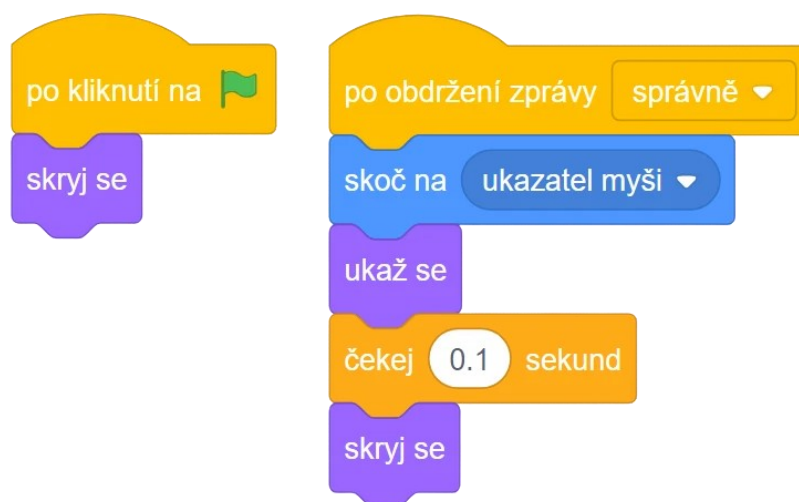 po kliknutí na
skryj se
po obdržení zprávy správně
skoč na ukazatel myši
ukaž se
čekej 0.1 sekund
skryj se